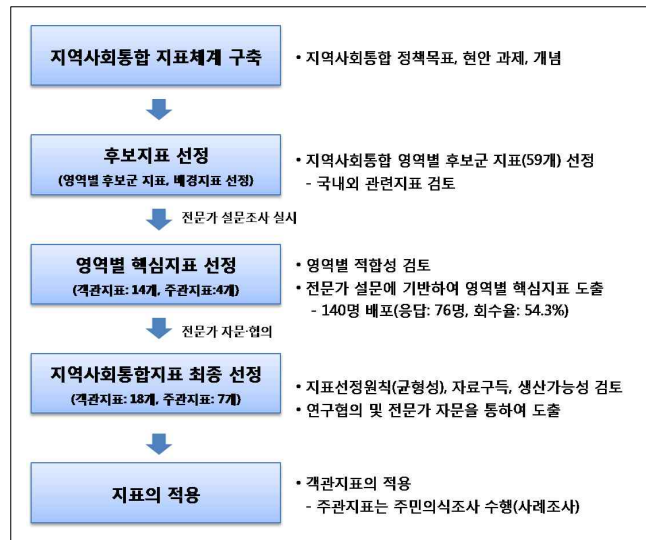 지역사회통합 지표체계 구축
• 지역사회통합 정책목표, 현안 과제, 개념
후보지표 선정
(영역별 후보군 지표, 배경지표 선정)
• 지역사회통합 영역별 후보군 지표(59개) 선정
- 국내외 관련지표 검토
전문가 설문조사 실시
영역별 핵심지표 선정
(객관지표: 14개, 주관지표:4개)
• 영역별 적합성 검토
• 전문가 설문에 기반하여 영역별 핵심지표 도출
- 140명 배포(응답: 76명, 회수율: 54.3%)
전문가 자문·협의
지역사회통합지표 최종 선정
(객관지표: 18개, 주관지표: 7개)
• 지표선정원칙(균형성), 자료구득, 생산가능성 검토
• 연구협의 및 전문가 자문을 통하여 도출
지표의 적용
• 객관지표의 적용
- 주관지표는 주민의식조사 수행(사례조사)